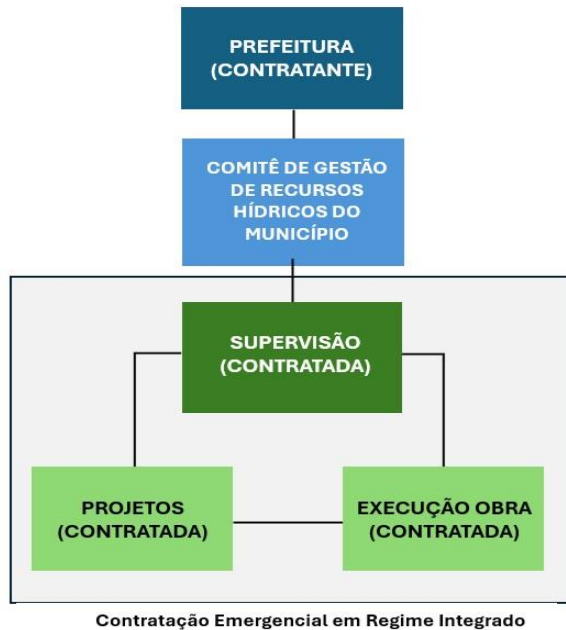 PREFEITURA
(CONTRATANTE)
COMITÊ DE GESTÃO
DE RECURSOS
HÍDRICOS DO
MUNICÍPIO
SUPERVISÃO
(CONTRATADA)
PROJETOS
(CONTRATADA)
EXECUÇÃO OBRA
(CONTRATADA)
Contratação Emergencial em Regime Integrado